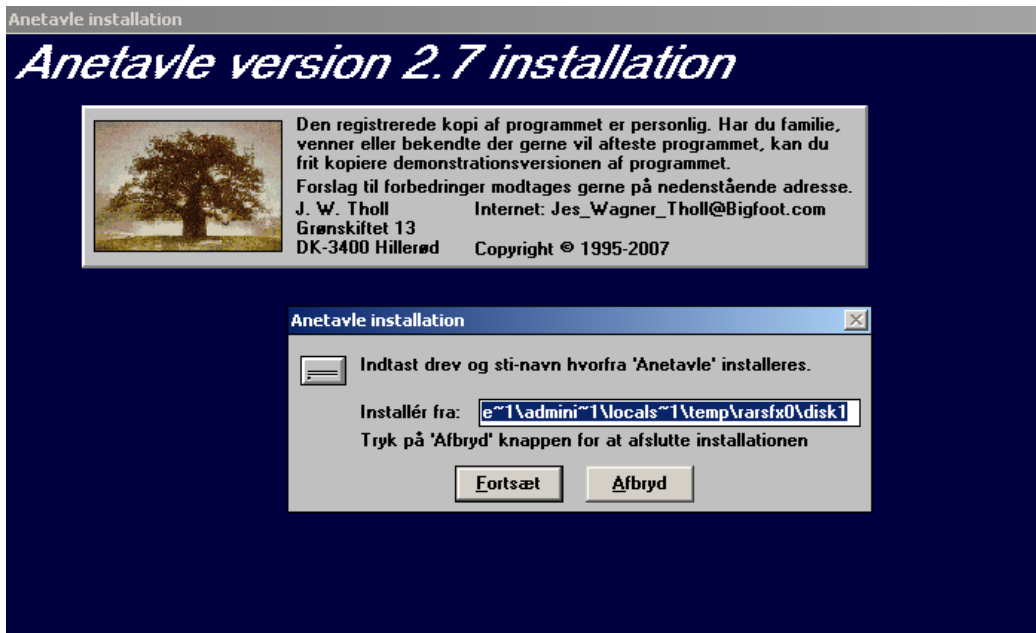 Anetavle installation
Anetavle version 2.7 installation
Den registrerede kopi af programmet er personlig. Har du familie,
venner eller bekendte der gerne vil afteste programmet, kan du
frit kopiere demonstrationsversionen af programmet.
Forslag til forbedringer modtages gerne på nedenstående adresse.
J. W. Tholl Internet: Jes_Wagner_Tholl@Bigfoot.com
Grønskiftet 13
DK-3400 Hillerød Copyright © 1995-2007
Anetavle installation
Indtast drev og sti-navn hvorfra 'Anetavle' installeres.
Installér fra: e~1\admini~1\locals~1\temp\rarsfx0\disk1
Tryk på 'Afbryd' knappen for at afslutte installationen
Fortsæt Afbryd